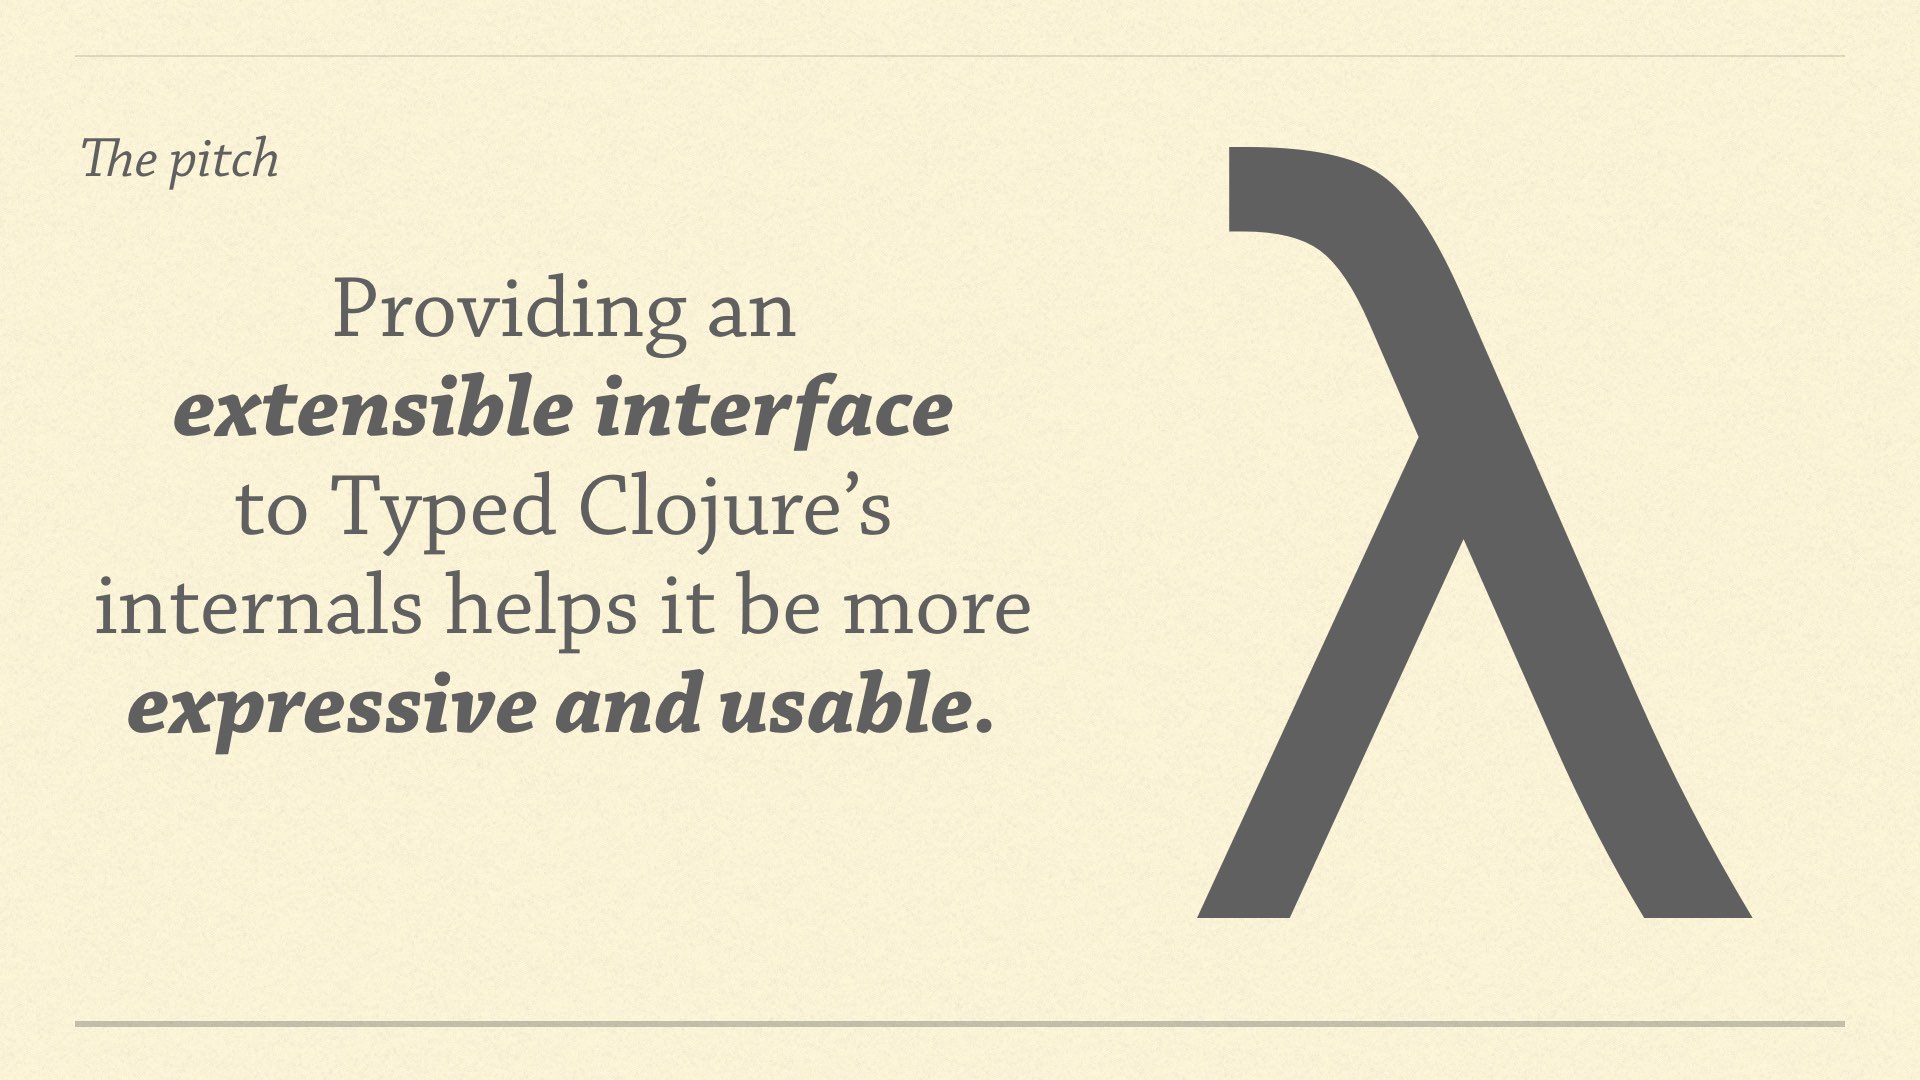 The pitch
Providing an
extensible interface
to Typed Clojure’s
internals helps it be more
expressive and usable.
λ